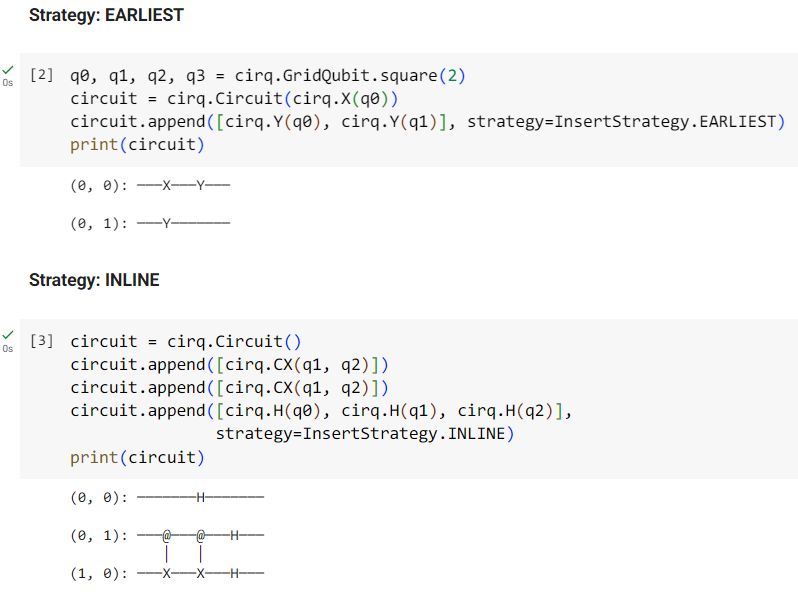 Strategy: EARLIEST
✓
0s
[2] q0, q1, q2, q3 = cirq.GridQubit.square(2)
circuit = cirq.Circuit(cirq.X(q0))
circuit.append([cirq.Y(q0), cirq.Y(q1)], strategy=InsertStrategy.EARLIEST)
print(circuit)
(0, 0): ───X───Y───
(0, 1): ───Y───────
Strategy: INLINE
✓
0s
[3] circuit = cirq.Circuit()
circuit.append([cirq.CX(q1, q2)])
circuit.append([cirq.CX(q1, q2)])
circuit.append([cirq.H(q0), cirq.H(q1), cirq.H(q2)],
strategy=InsertStrategy.INLINE)
print(circuit)
(0, 0): ───────H───────
(0, 1): ───@───@───H───
│   │
(1, 0): ───X───X───H───